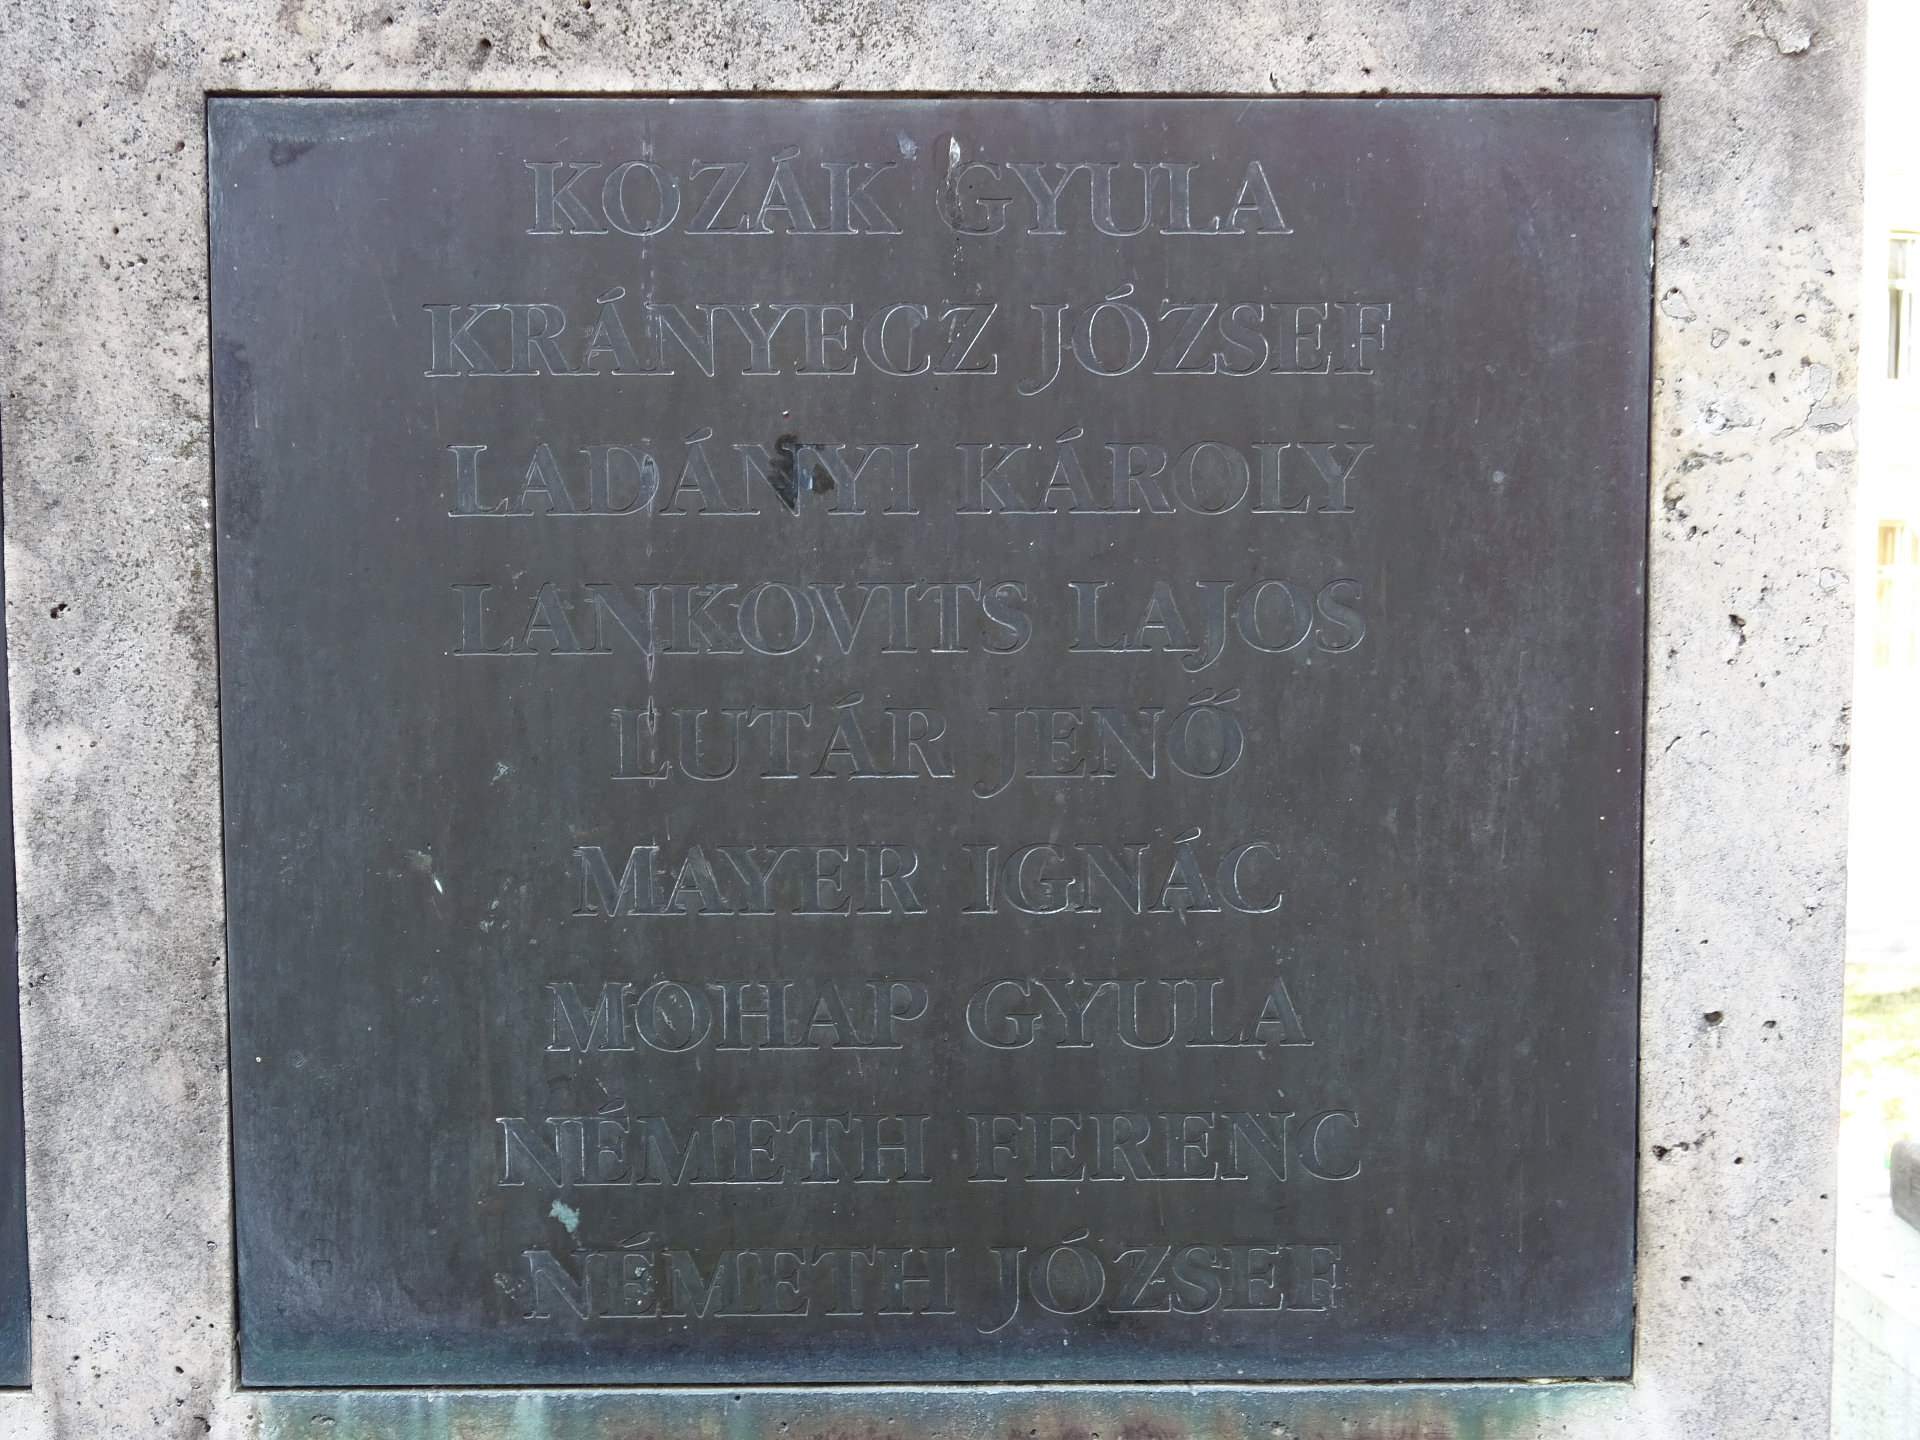 KOZÁK GYULA
KRÁNYECZ JÓZSEF
LADÁNYI KÁROLY
LANKOVITS LAJOS
LUTÁR JENŐ
MAYER IGNÁC
MOHAP GYULA
NÉMETH FERENC
NÉMETH JÓZSEF